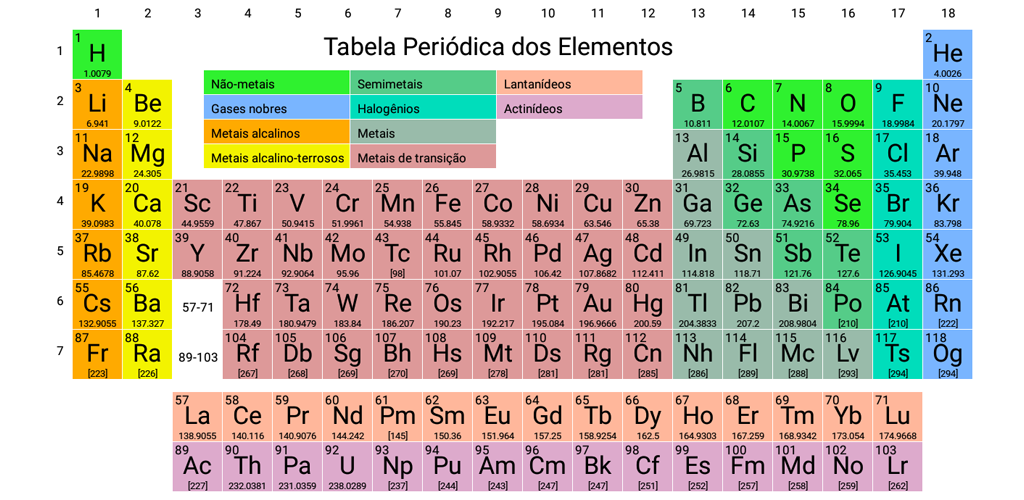 1 2 3 4 5 6 7 8 9 10 11 12 13 14 15 16 17 18
Tabela Periódica dos Elementos
Não-metais Semimetais Lantanídeos
Gases nobres Halogênios Actinídeos
Metais alcalinos Metais
Metais alcalino-terrosos Metais de transição
1
1 2
H He
1.0079 4.0026
2
3 4 5 6 7 8 9 10
Li Be B C N O F Ne
6.941 9.0122 10.811 12.0107 14.0067 15.9994 18.9984 20.1797
3
11 12 13 14 15 16 17 18
Na Mg Al Si P S Cl Ar
22.9898 24.305 26.9815 28.0855 30.9738 32.065 35.453 39.948
4
19 20 21 22 23 24 25 26 27 28 29 30 31 32 33 34 35 36
K Ca Sc Ti V Cr Mn Fe Co Ni Cu Zn Ga Ge As Se Br Kr
39.0983 40.078 44.9559 47.867 50.9415 51.9961 54.938 55.845 58.9332 58.6934 63.546 65.38 69.723 72.63 74.9216 78.96 79.904 83.798
5
37 38 39 40 41 42 43 44 45 46 47 48 49 50 51 52 53 54
Rb Sr Y Zr Nb Mo Tc Ru Rh Pd Ag Cd In Sn Sb Te I Xe
85.4678 87.62 88.9058 91.224 92.9064 95.96 [98] 101.07 102.9055 106.42 107.8682 112.411 114.818 118.71 121.76 127.6 126.9045 131.293
6
55 56 72 73 74 75 76 77 78 79 80 81 82 83 84 85 86
Cs Ba 57-71 Hf Ta W Re Os Ir Pt Au Hg Tl Pb Bi Po At Rn
132.9055 137.327 178.49 180.9479 183.84 186.207 190.23 192.217 195.084 196.9666 200.59 204.3833 207.2 208.9804 [210] [210] [222]
7
87 88 104 105 106 107 108 109 110 111 112 113 114 115 116 117 118
Fr Ra 89-103 Rf Db Sg Bh Hs Mt Ds Rg Cn Nh Fl Mc Lv Ts Og
[223] [226] [267] [268] [269] [270] [269] [278] [281] [281] [285] [286] [289] [288] [293] [294] [294]
57 58 59 60 61 62 63 64 65 66 67 68 69 70 71
La Ce Pr Nd Pm Sm Eu Gd Tb Dy Ho Er Tm Yb Lu
138.9055 140.116 140.9076 144.242 [145] 150.36 151.964 157.25 158.9254 162.5 164.9303 167.259 168.9342 173.054 174.9668
89 90 91 92 93 94 95 96 97 98 99 100 101 102 103
Ac Th Pa U Np Pu Am Cm Bk Cf Es Fm Md No Lr
[227] 232.0381 231.0359 238.0289 [237] [244] [243] [247] [247] [251] [252] [257] [258] [259] [262]